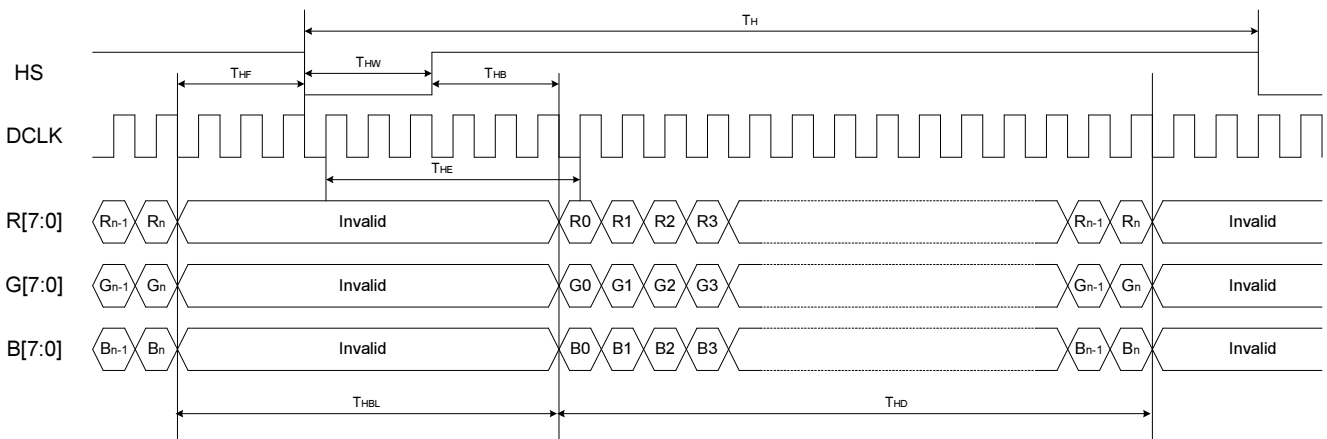 TH
HS
THF
THW
THB
DCLK
THE
R[7:0] Rn-1 Rn Invalid R0 R1 R2 R3 Rn-1 Rn Invalid
G[7:0] Gn-1 Gn Invalid G0 G1 G2 G3 Gn-1 Gn Invalid
B[7:0] Bn-1 Bn Invalid B0 B1 B2 B3 Bn-1 Bn Invalid
THBL THD